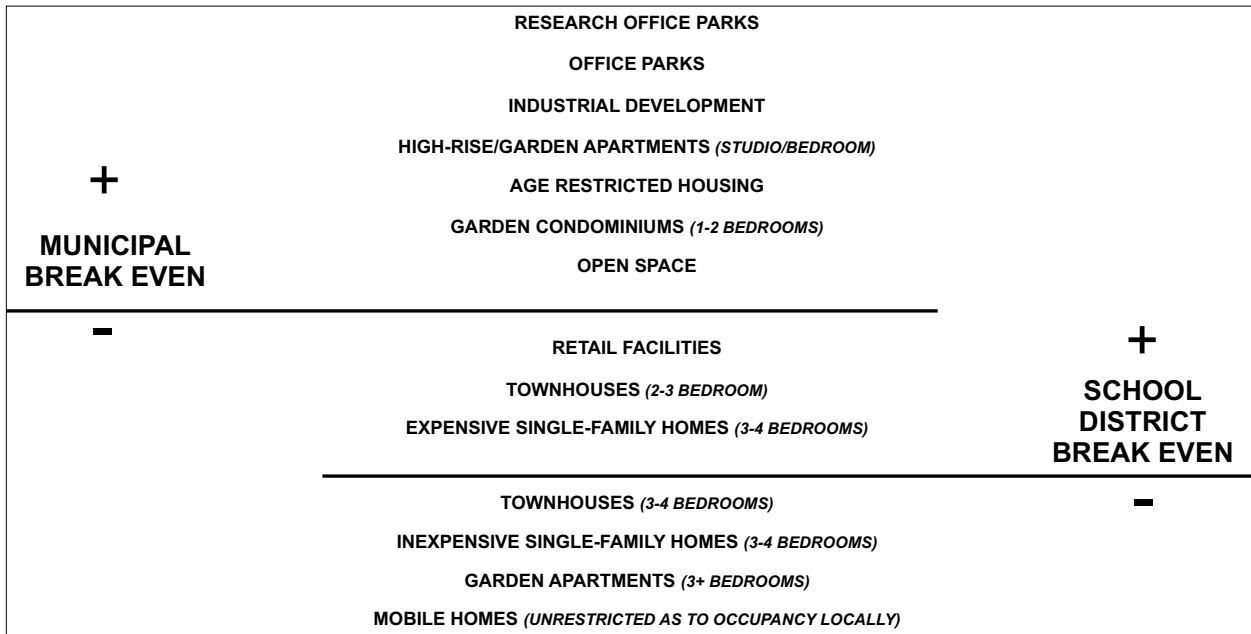 RESEARCH OFFICE PARKS
OFFICE PARKS
INDUSTRIAL DEVELOPMENT
HIGH-RISE/GARDEN APARTMENTS (STUDIO/BEDROOM)
+
AGE RESTRICTED HOUSING
GARDEN CONDOMINIUMS (1-2 BEDROOMS)
MUNICIPAL
BREAK EVEN
OPEN SPACE
-
RETAIL FACILITIES
+
TOWNHOUSES (2-3 BEDROOM)
EXPENSIVE SINGLE-FAMILY HOMES (3-4 BEDROOMS)
SCHOOL
DISTRICT
BREAK EVEN
TOWNHOUSES (3-4 BEDROOMS)
-
INEXPENSIVE SINGLE-FAMILY HOMES (3-4 BEDROOMS)
GARDEN APARTMENTS (3+ BEDROOMS)
MOBILE HOMES (UNRESTRICTED AS TO OCCUPANCY LOCALLY)